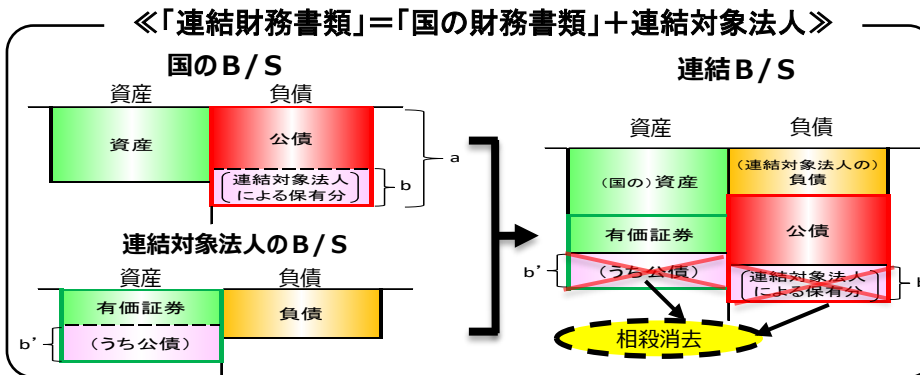 ≪「連結財務書類」＝「国の財務書類」＋連結対象法人≫
国のＢ/Ｓ
資産
負債
資産
公債
連結対象法人
による保有分
a
b
連結対象法人のＢ/Ｓ
資産
負債
有価証券
（うち公債）
負債
b’
連結Ｂ/Ｓ
資産
負債
（国の）資産
（連結対象法人の）
負債
有価証券
公債
（うち公債）
連結対象法人
による保有分
b’
相殺消去